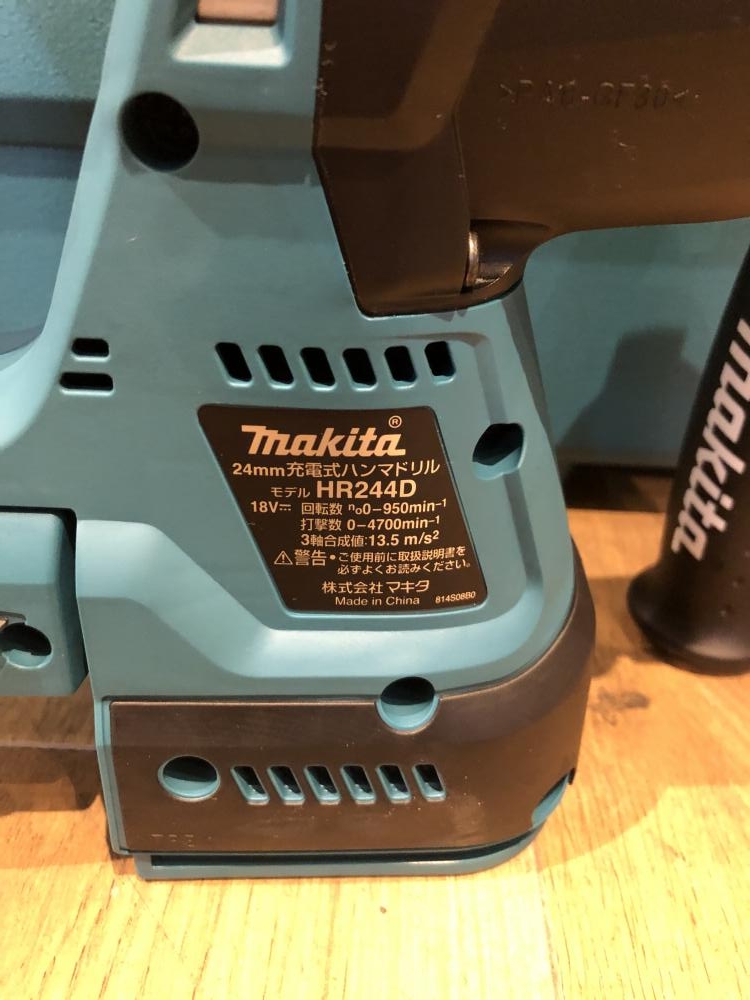 >PA6-GF30<
makita®
24mm充電式ハンマドリル
モデル HR244D
18V⎓ 回転数 n₀0-950min⁻¹
打撃数 0-4700min⁻¹
3軸合成値:13.5 m/s²
⚠警告・ご使用前に取扱説明書を
必ずよくお読みください。
株式会社 マキタ
Made in China 814S08B0
makita
TPE